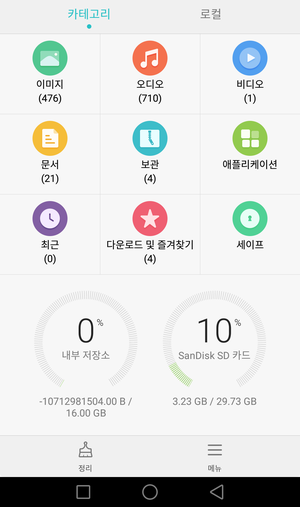 카테고리 로컬
이미지 오디오 비디오
(476) (710) (1)
문서 보관 애플리케이션
(21) (4)
최근 다운로드 및 즐겨찾기 세이프
(0) (4)
0% 10%
내부 저장소 SanDisk SD 카드
-10712981504.00 B / 3.23 GB / 29.73 GB
16.00 GB
정리 메뉴